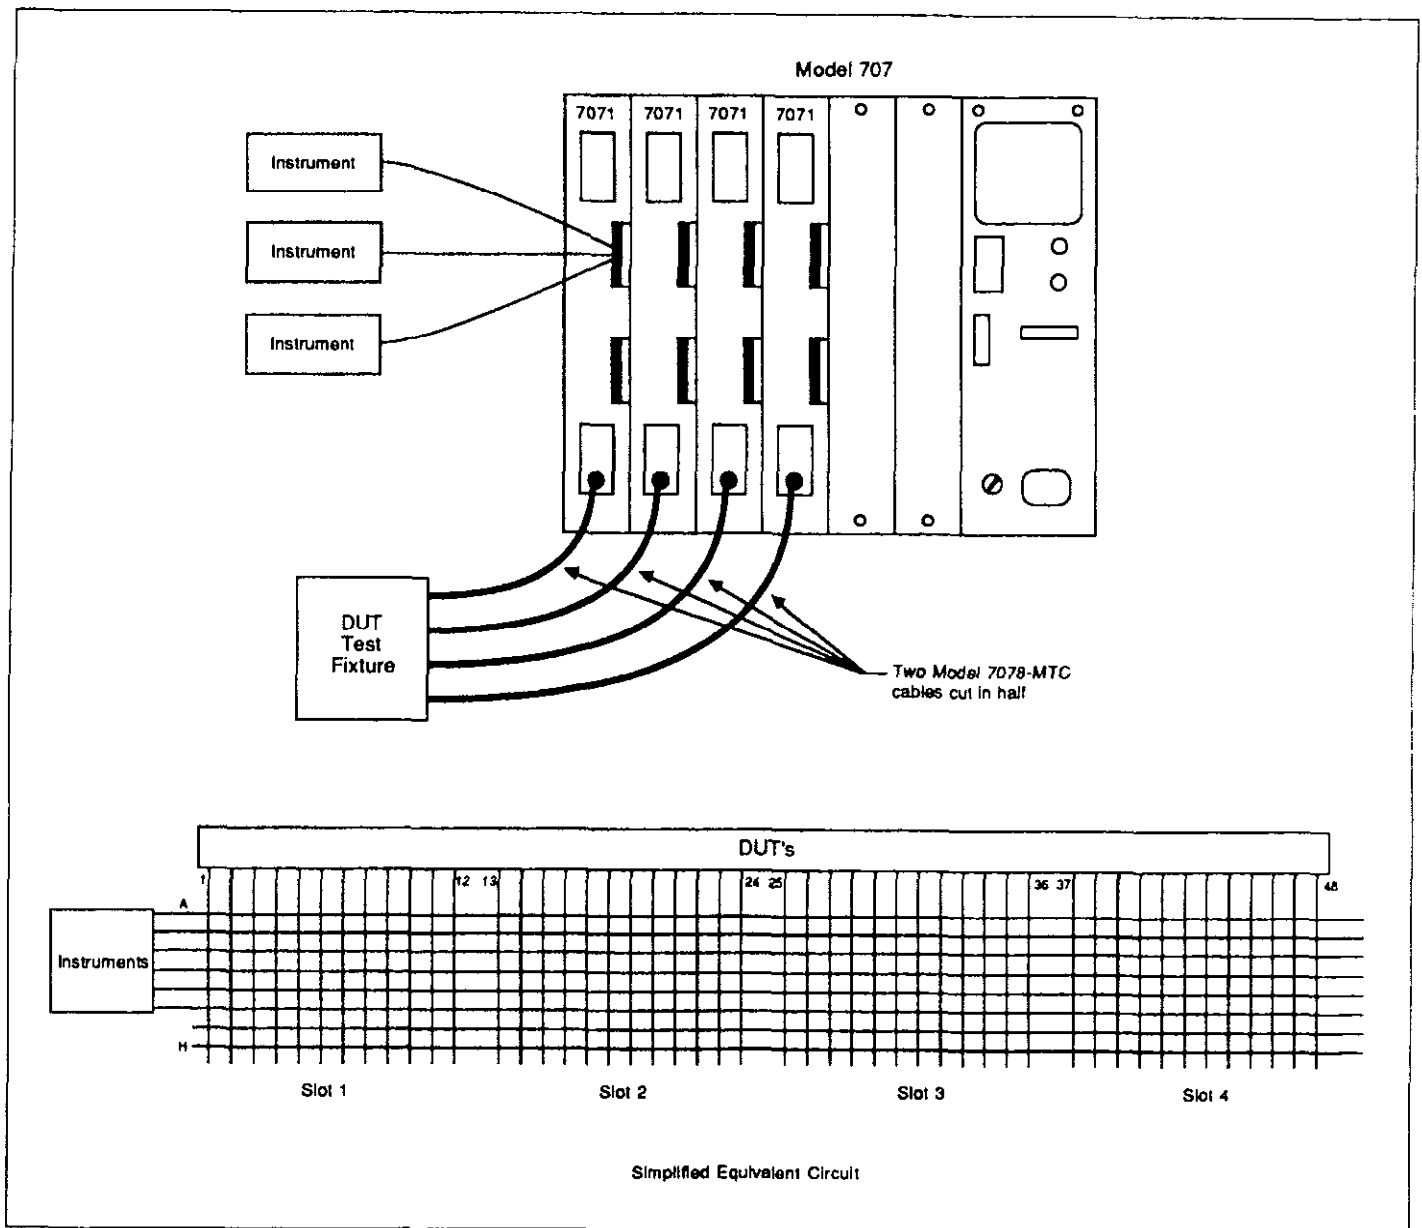 Model 707
7071 7071 7071 7071
Instrument
Instrument
Instrument
DUT
Test
Fixture
Two Model 7078-MTC
cables cut in half
DUT's
1 12 13 24 25 36 37 48
A
Instruments
H
Slot 1 Slot 2 Slot 3 Slot 4
Simplified Equivalent Circuit